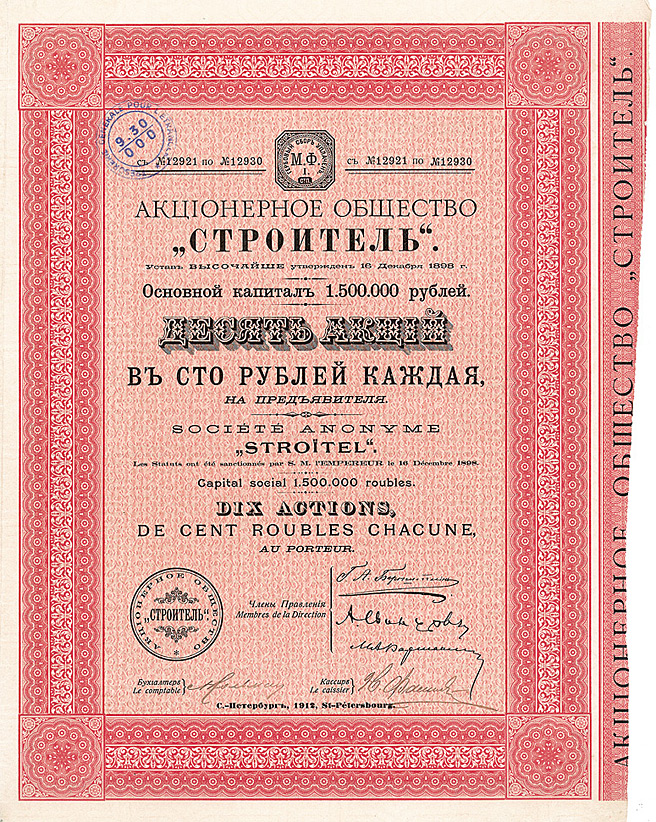 съ №12921 по №12930
М.Ф.
I.
съ №12921 по №12930
АКЦІОНЕРНОЕ ОБЩЕСТВО
„СТРОИТЕЛЬ“.
Уставъ ВЫСОЧАЙШЕ утвержденъ 16 Декабря 1898 г.
Основной капиталъ 1.500.000 рублей.
ДЕСЯТЬ АКЦІЙ
ВЪ СТО РУБЛЕЙ КАЖДАЯ,
НА ПРЕДЪЯВИТЕЛЯ.
SOCIÉTÉ ANONYME
„STROÏTEL“.
Les Statuts ont été sanctionnés par S. M. l'EMPEREUR le 16 Décembre 1898.
Capital social 1.500.000 roubles.
DIX ACTIONS,
DE CENT ROUBLES CHACUNE,
AU PORTEUR.
Члены Правленія
Membres de la Direction
АКЦІОНЕРНОЕ ОБЩЕСТВО
„СТРОИТЕЛЬ“.
Бухгалтеръ
Le comptable
Кассиръ
Le caissier
С.-Петербургъ, 1912, St-Pétersbourg.
9 30
000
АКЦІОНЕРНОЕ ОБЩЕСТВО „СТРОИТЕЛЬ“.